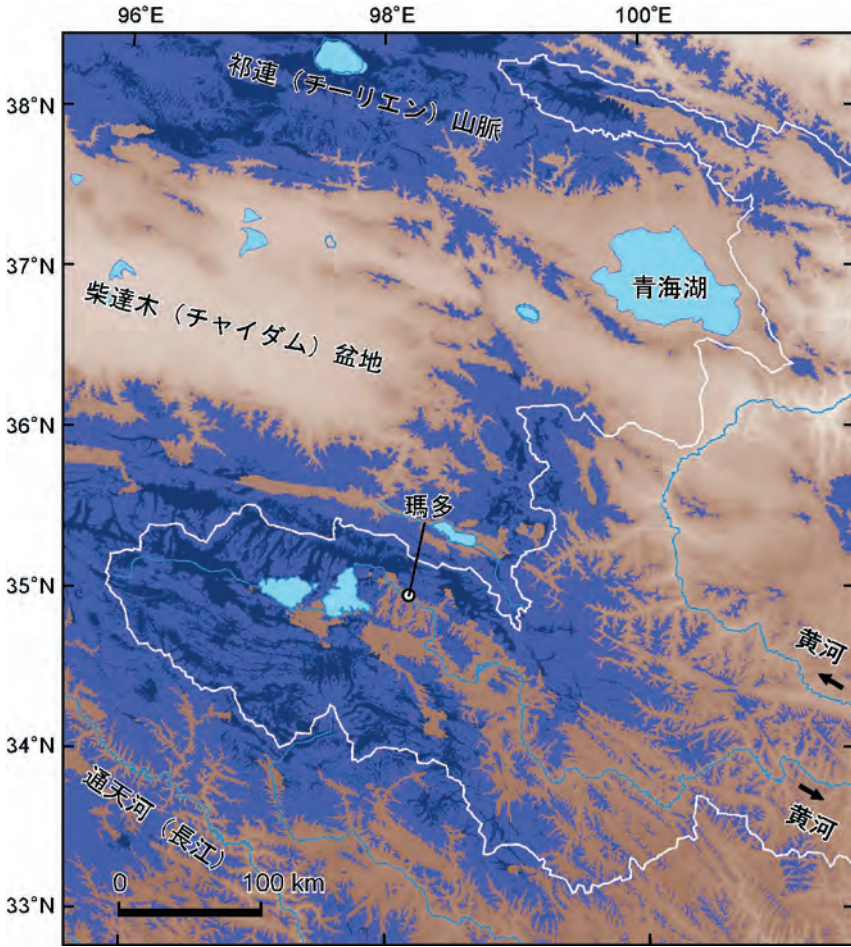 96°E 98°E 100°E
38°N
祁連（チーリエン）山脈
37°N
青海湖
柴達木（チャイダム）盆地
36°N
瑪多
35°N
黄河
34°N
通天河（長江）
黄河
0 100 km
33°N